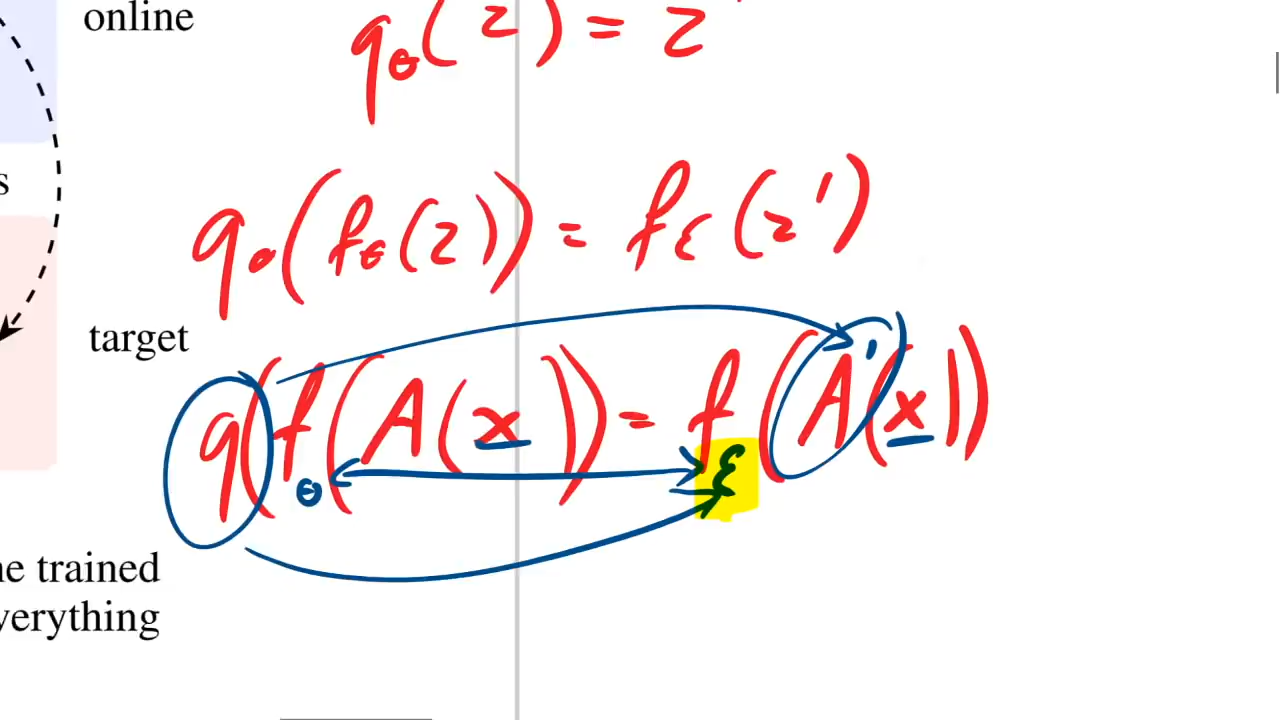 online
qθ(z) = z'
s
qθ(fθ(z)) = fξ(z')
target
q(fθ(A(x))) = fξ(A'(x))
ne trained
verything